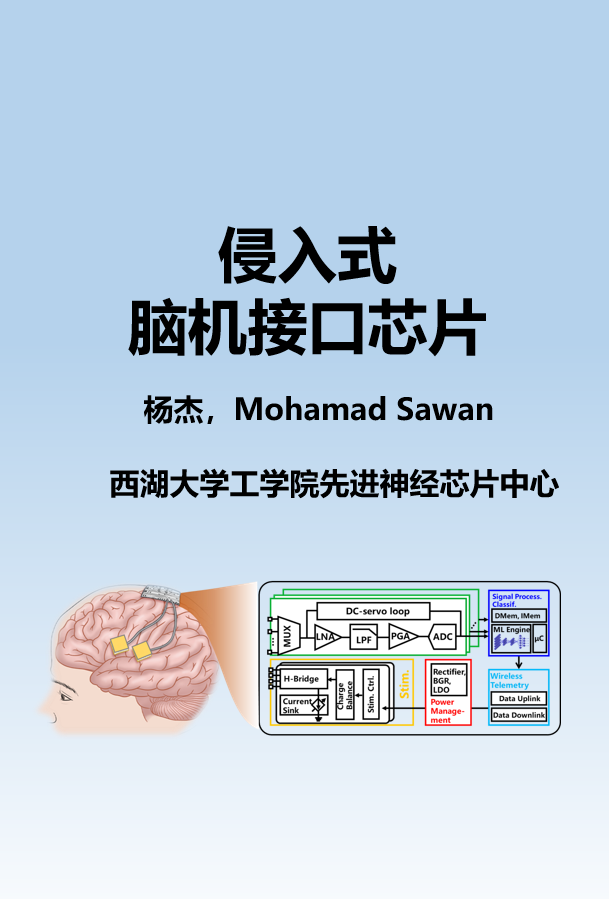 侵入式
脑机接口芯片
杨杰，Mohamad Sawan
西湖大学工学院先进神经芯片中心
DC-servo loop
MUX
LNA
LPF
PGA
ADC
Signal Process.
Classif.
DMem, IMem
ML Engine
μC
H-Bridge
Current
Sink
Charge
Balance
Stim. Ctrl.
Stim.
Rectifier,
BGR,
LDO
Power
Manage-
ment
Wireless
Telemetry
Data Uplink
Data Downlink